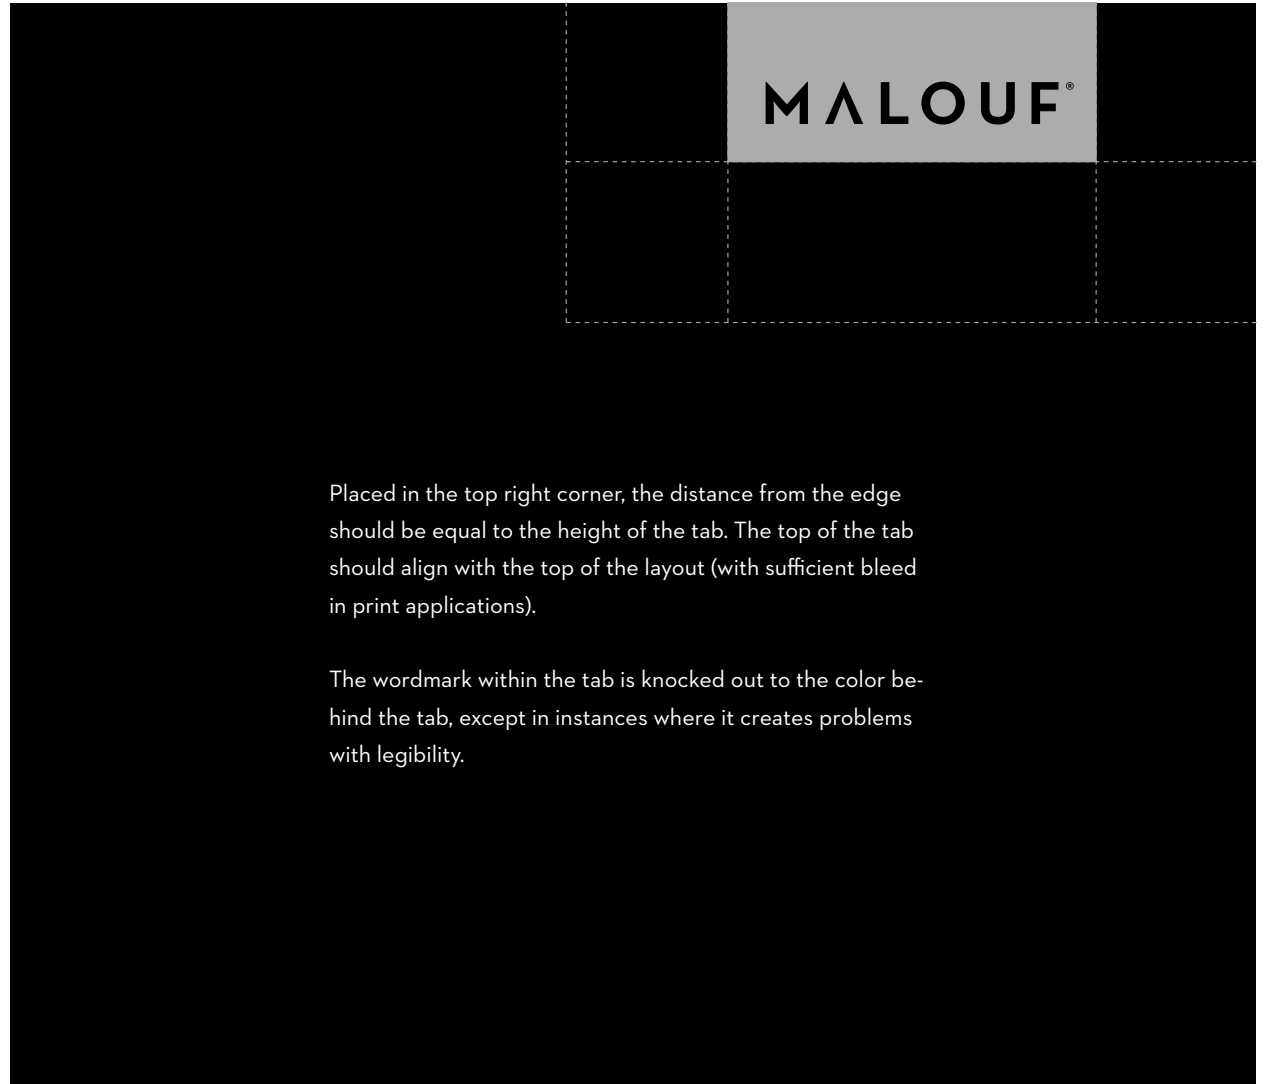 MALOUF®
Placed in the top right corner, the distance from the edge
should be equal to the height of the tab. The top of the tab
should align with the top of the layout (with sufficient bleed
in print applications).
The wordmark within the tab is knocked out to the color be-
hind the tab, except in instances where it creates problems
with legibility.